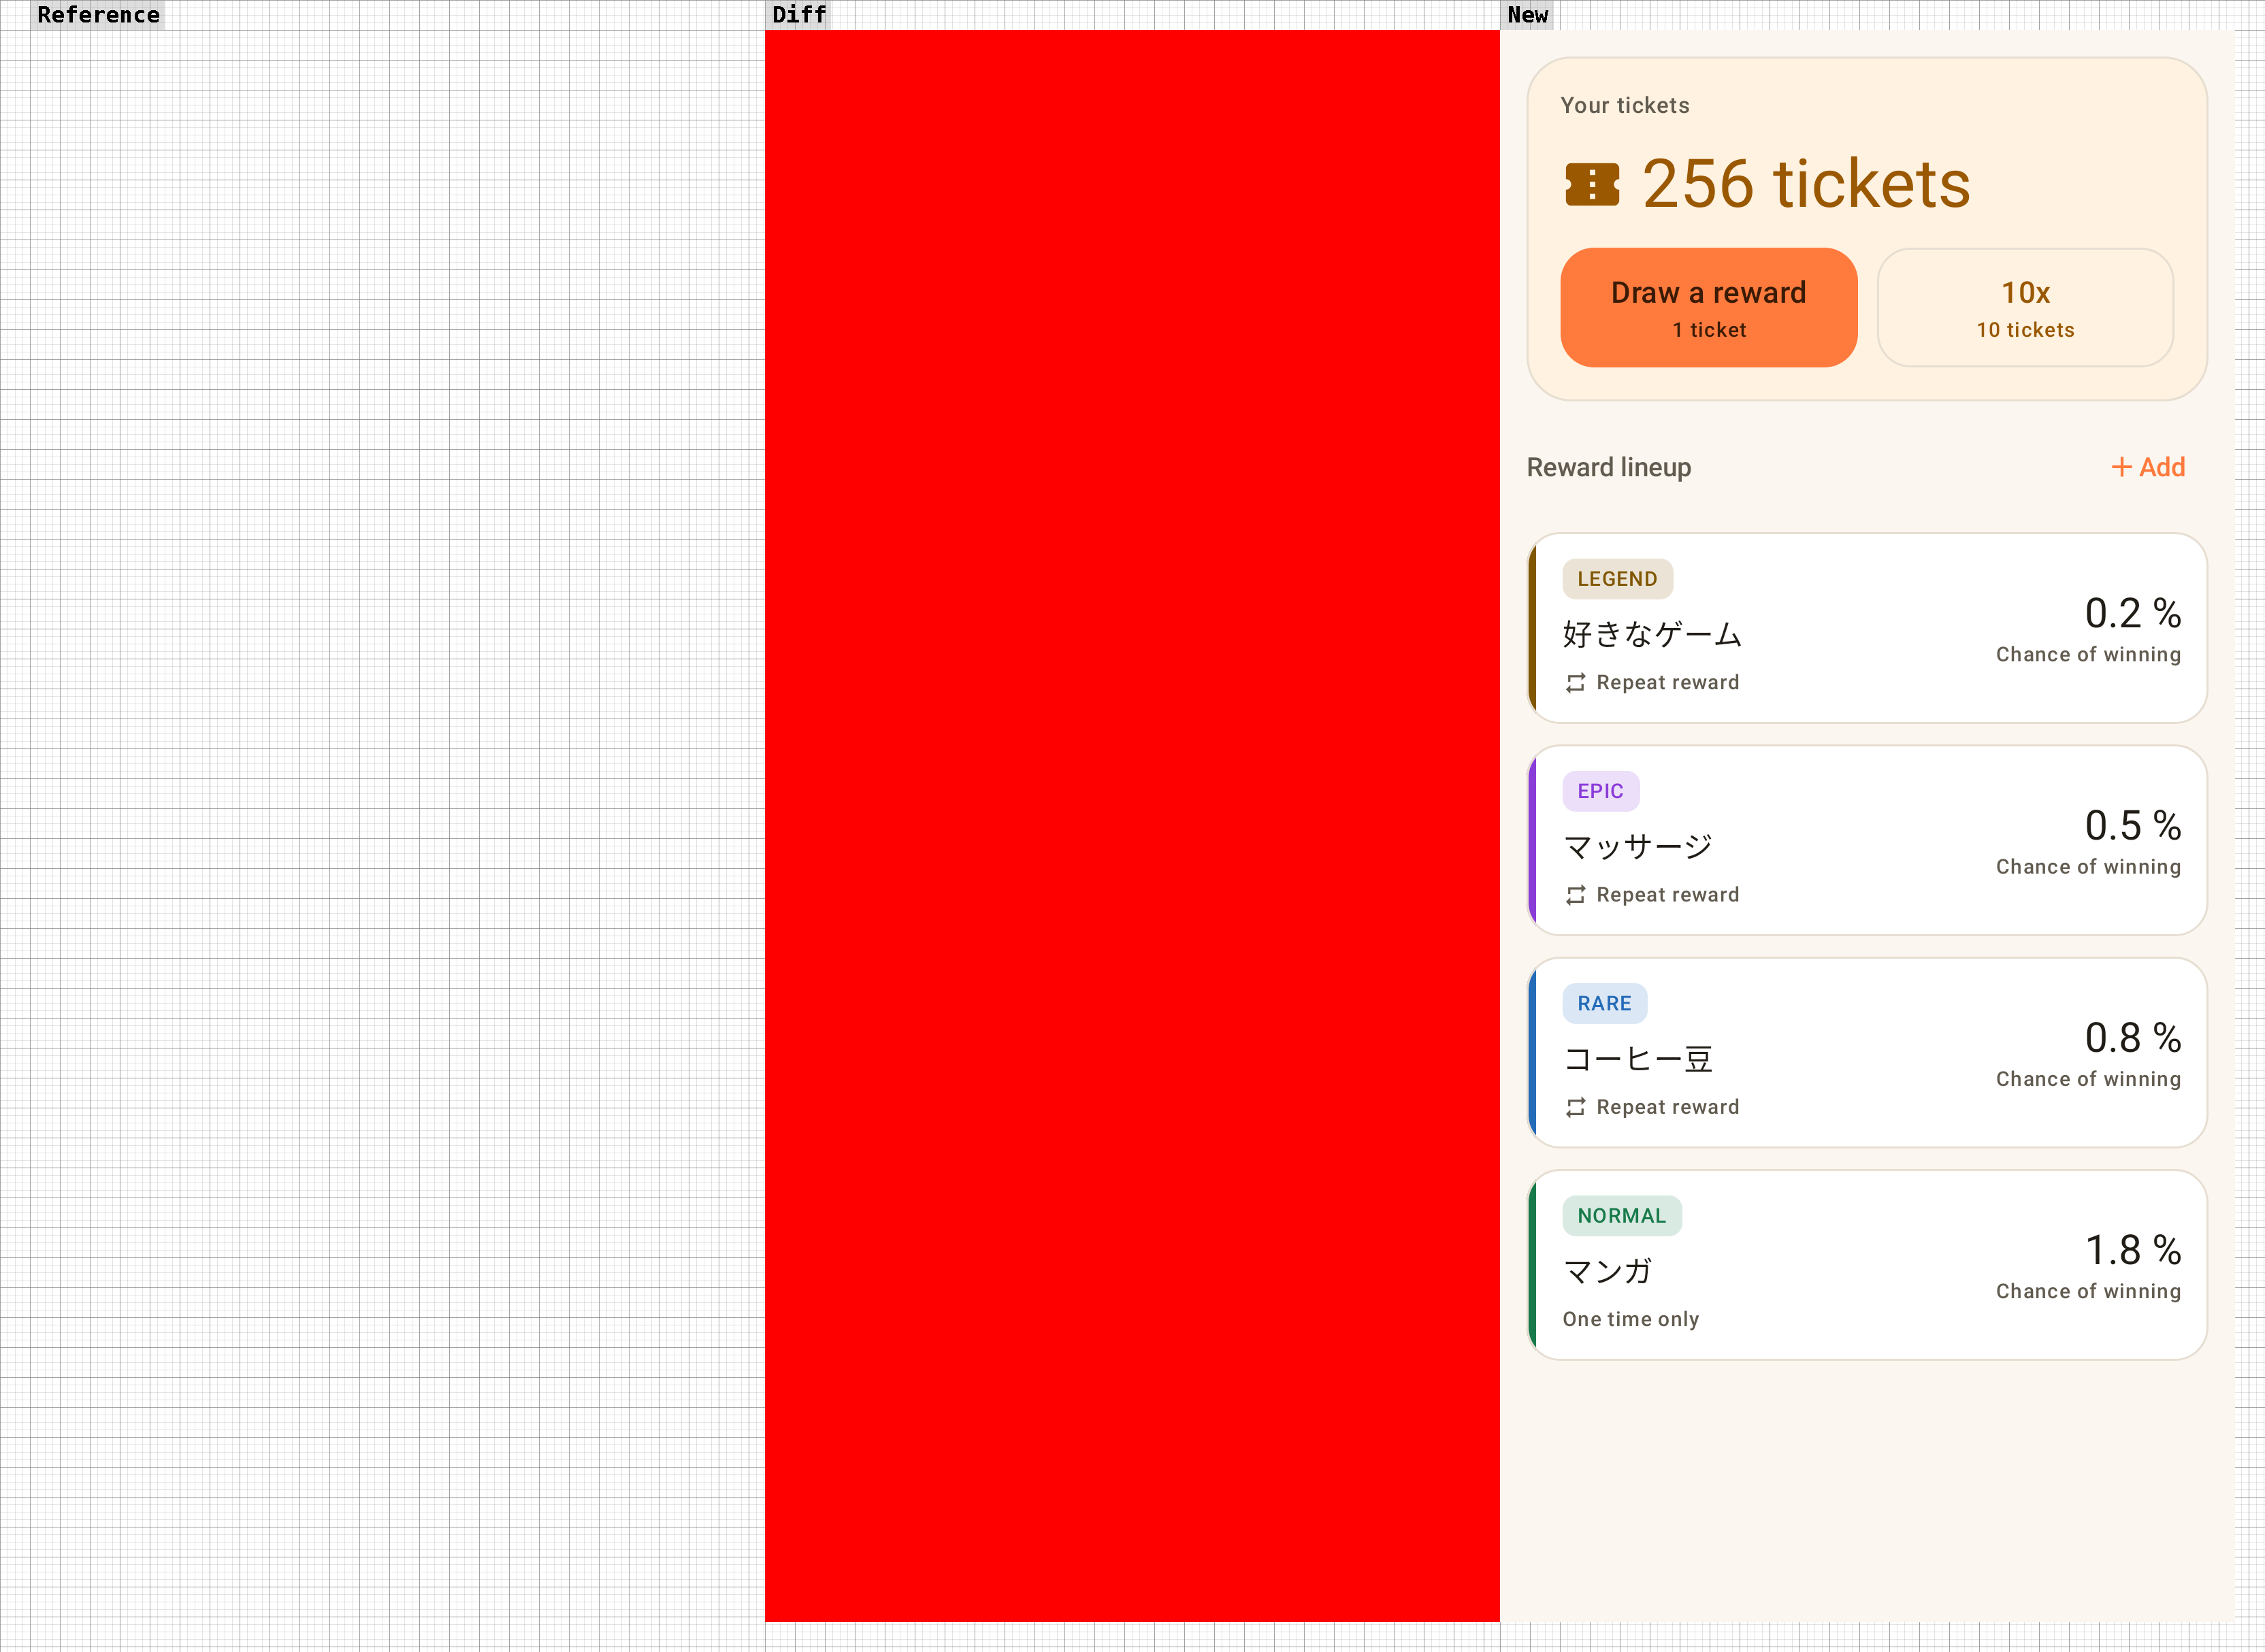 Reference
Diff
New
Your tickets
256 tickets
Draw a reward
1 ticket
10x
10 tickets
Reward lineup
+ Add
LEGEND
好きなゲーム
Repeat reward
0.2 %
Chance of winning
EPIC
マッサージ
Repeat reward
0.5 %
Chance of winning
RARE
コーヒー豆
Repeat reward
0.8 %
Chance of winning
NORMAL
マンガ
One time only
1.8 %
Chance of winning